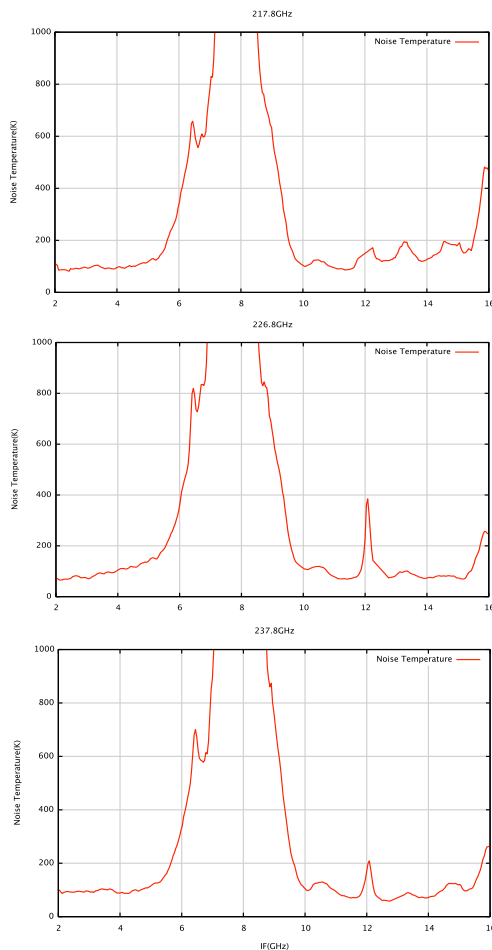 217.8GHz
1000
Noise Temperature
800
600
Noise Temperature(K)
400
200
0
2 4 6 8 10 12 14 16
226.8GHz
1000
Noise Temperature
800
600
Noise Temperature(K)
400
200
0
2 4 6 8 10 12 14 16
237.8GHz
1000
Noise Temperature
800
600
Noise Temperature(K)
400
200
0
2 4 6 8 10 12 14 16
IF(GHz)